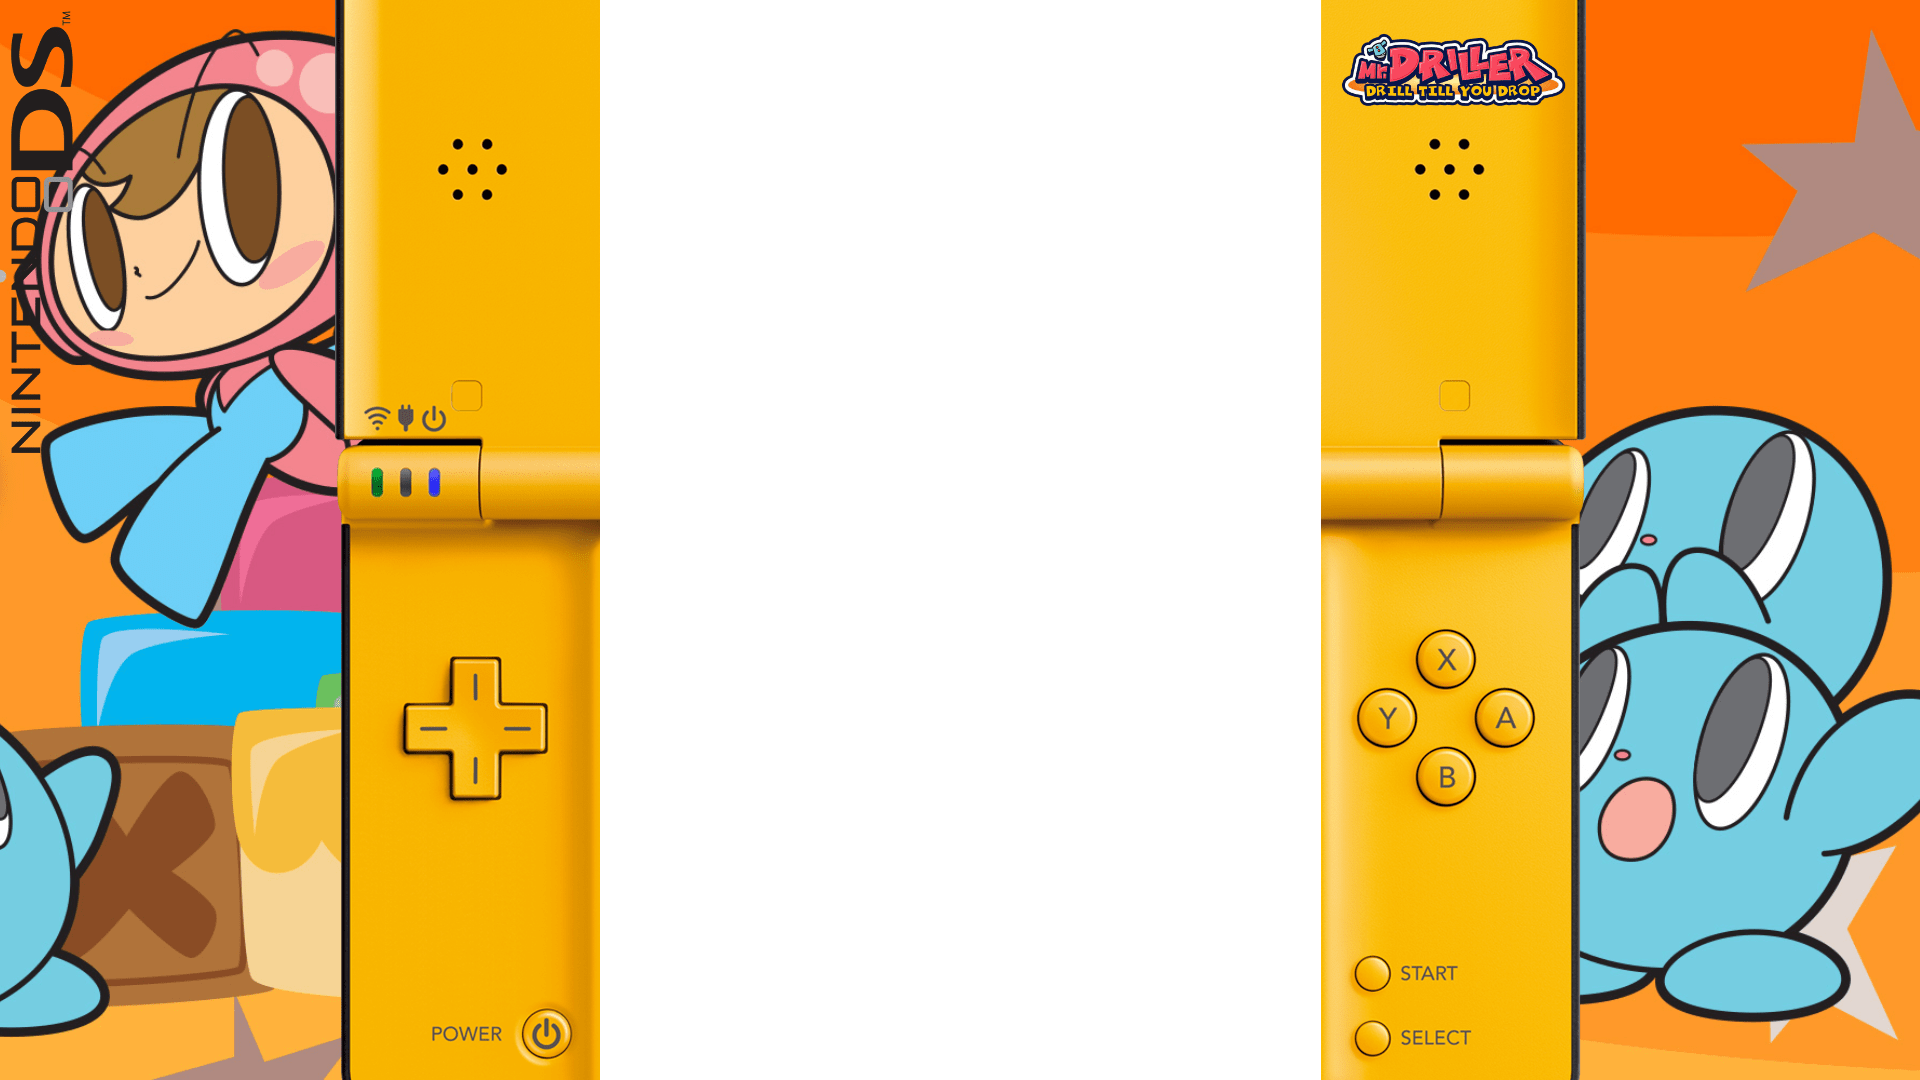 NINTENDO DS™
Mr. DRILLER
DRILL TILL YOU DROP
X
Y
A
B
START
SELECT
POWER